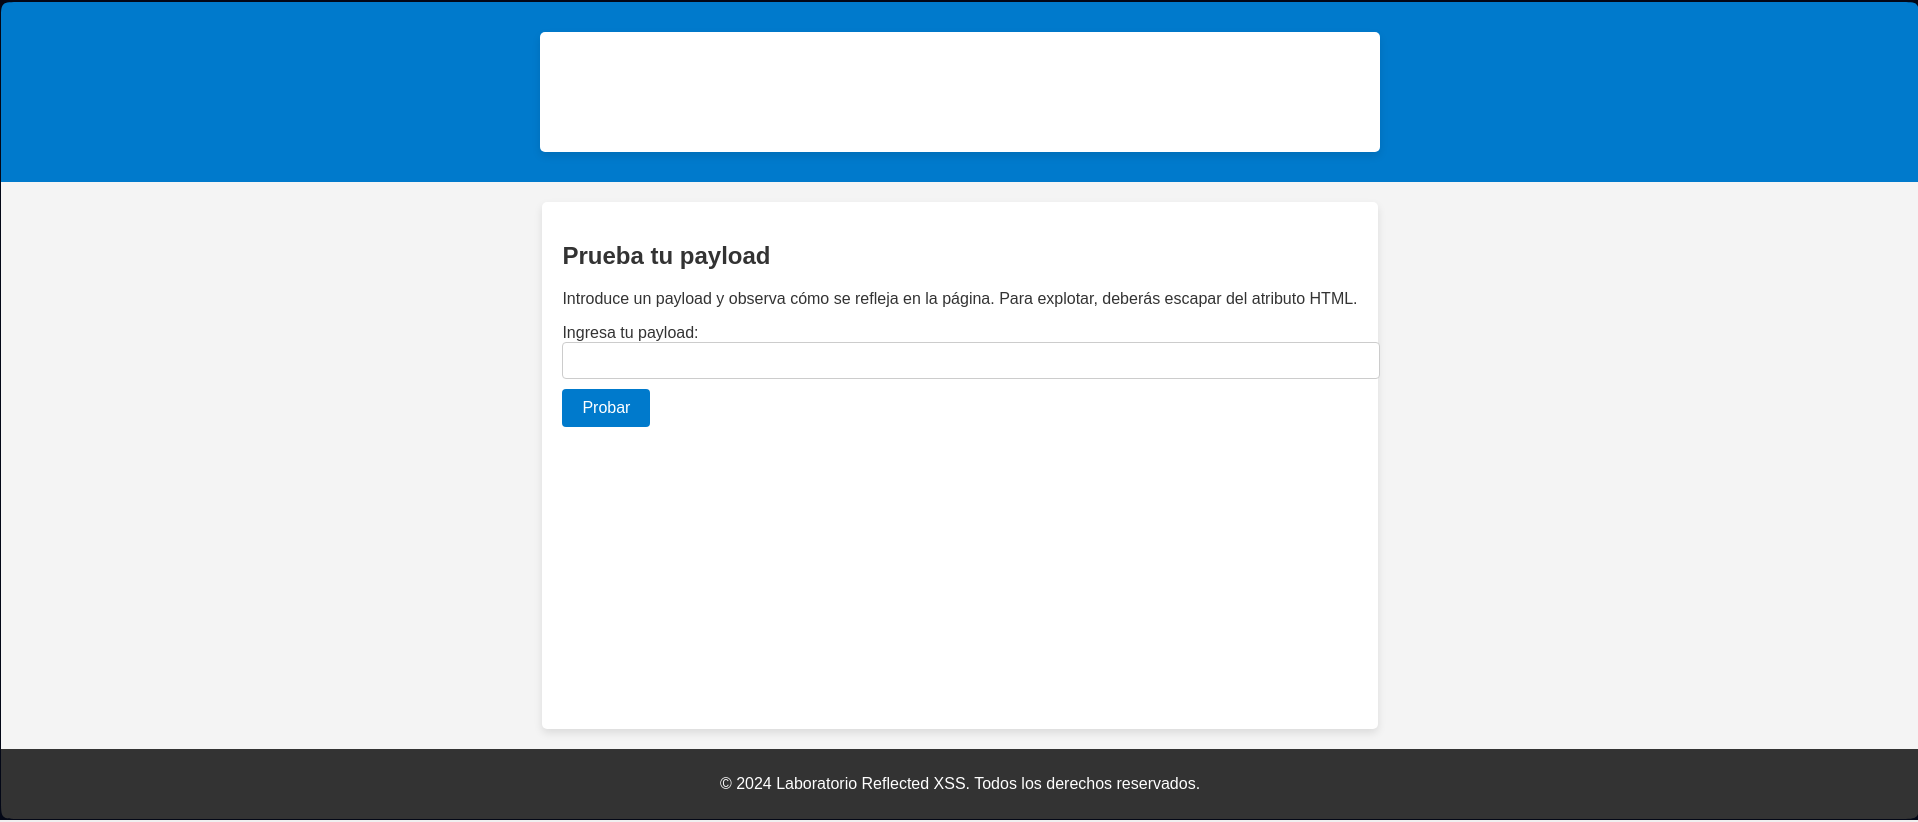 Prueba tu payload
Introduce un payload y observa cómo se refleja en la página. Para explotar, deberás escapar del atributo HTML.
Ingresa tu payload:
Probar
© 2024 Laboratorio Reflected XSS. Todos los derechos reservados.